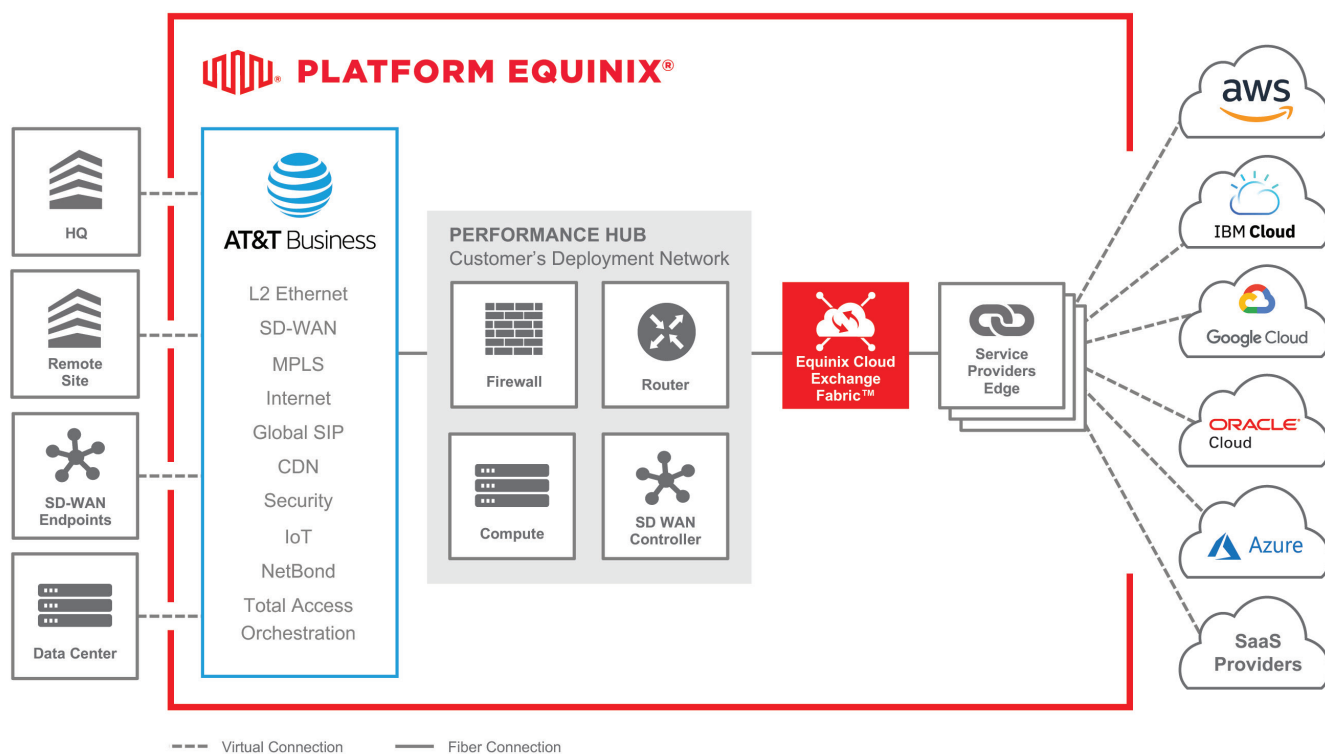 PLATFORM EQUINIX®
HQ
Remote
Site
SD-WAN
Endpoints
Data Center
AT&T Business
L2 Ethernet
SD-WAN
MPLS
Internet
Global SIP
CDN
Security
IoT
NetBond
Total Access
Orchestration
PERFORMANCE HUB
Customer's Deployment Network
Firewall
Router
Compute
SD WAN
Controller
Equinix Cloud
Exchange
Fabric™
Service
Providers
Edge
aws
IBM Cloud
Google Cloud
ORACLE®
Cloud
Azure
SaaS
Providers
Virtual Connection
Fiber Connection